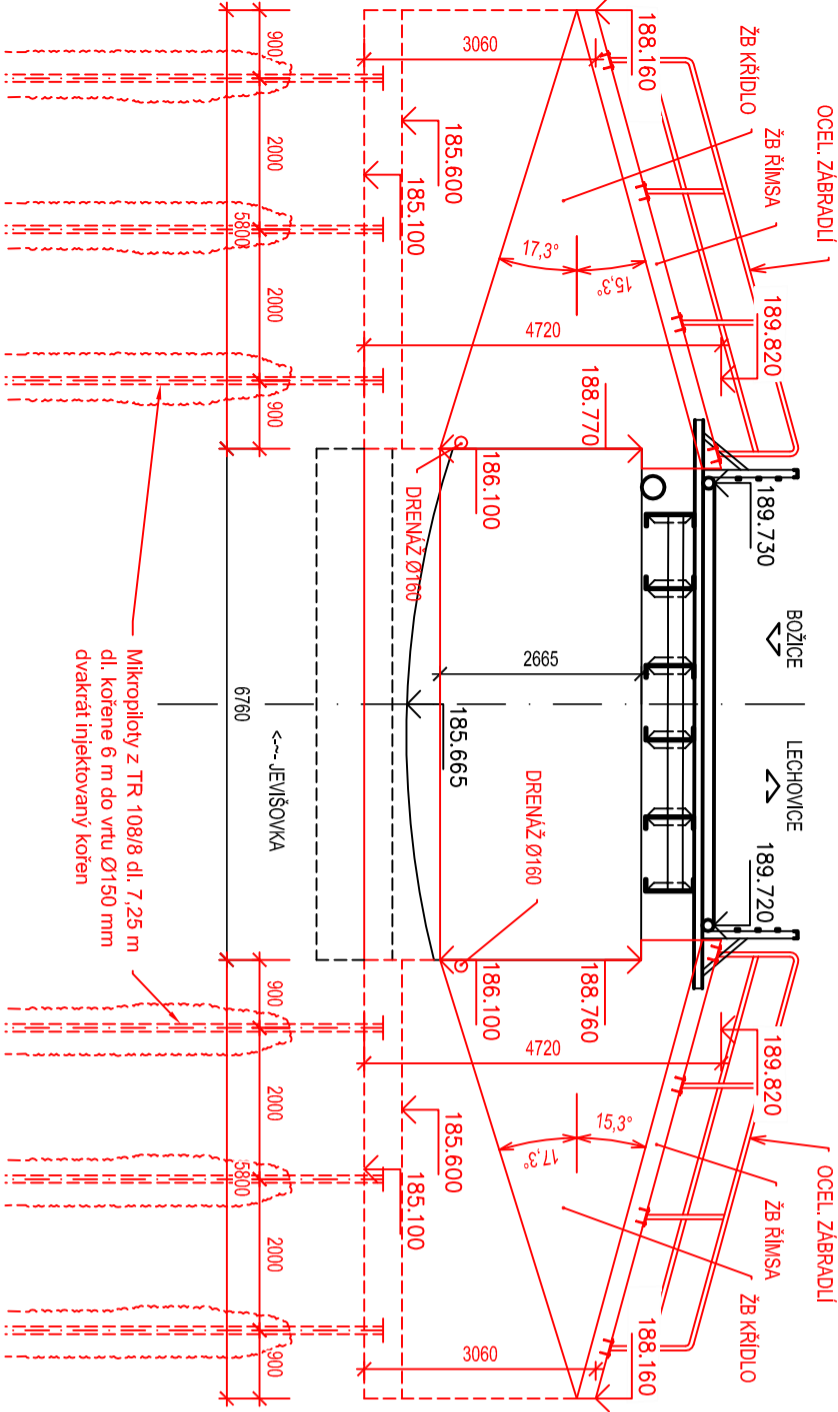 OCEL. ZÁBRADLÍ
ŽB ŘÍMSA
ŽB KŘÍDLO
188.160
3060
185.600
185.100
17,3°
15,3°
4720
189.820
188.770
186.100
DRENÁŽ Ø160
189.730
BOŽICE
LECHOVICE
189.720
2665
185.665
DRENÁŽ Ø160
<-~- JEVIŠOVKA
6760
186.100
188.760
4720
189.820
15,3°
17,3°
185.600
185.100
OCEL. ZÁBRADLÍ
ŽB ŘÍMSA
ŽB KŘÍDLO
188.160
3060
900
2000
5800
2000
900
900
2000
5800
2000
900
Mikropiloty z TR 108/8 dl. 7,25 m
dl. kořene 6 m do vrtu Ø150 mm
dvakrát injektovaný kořen